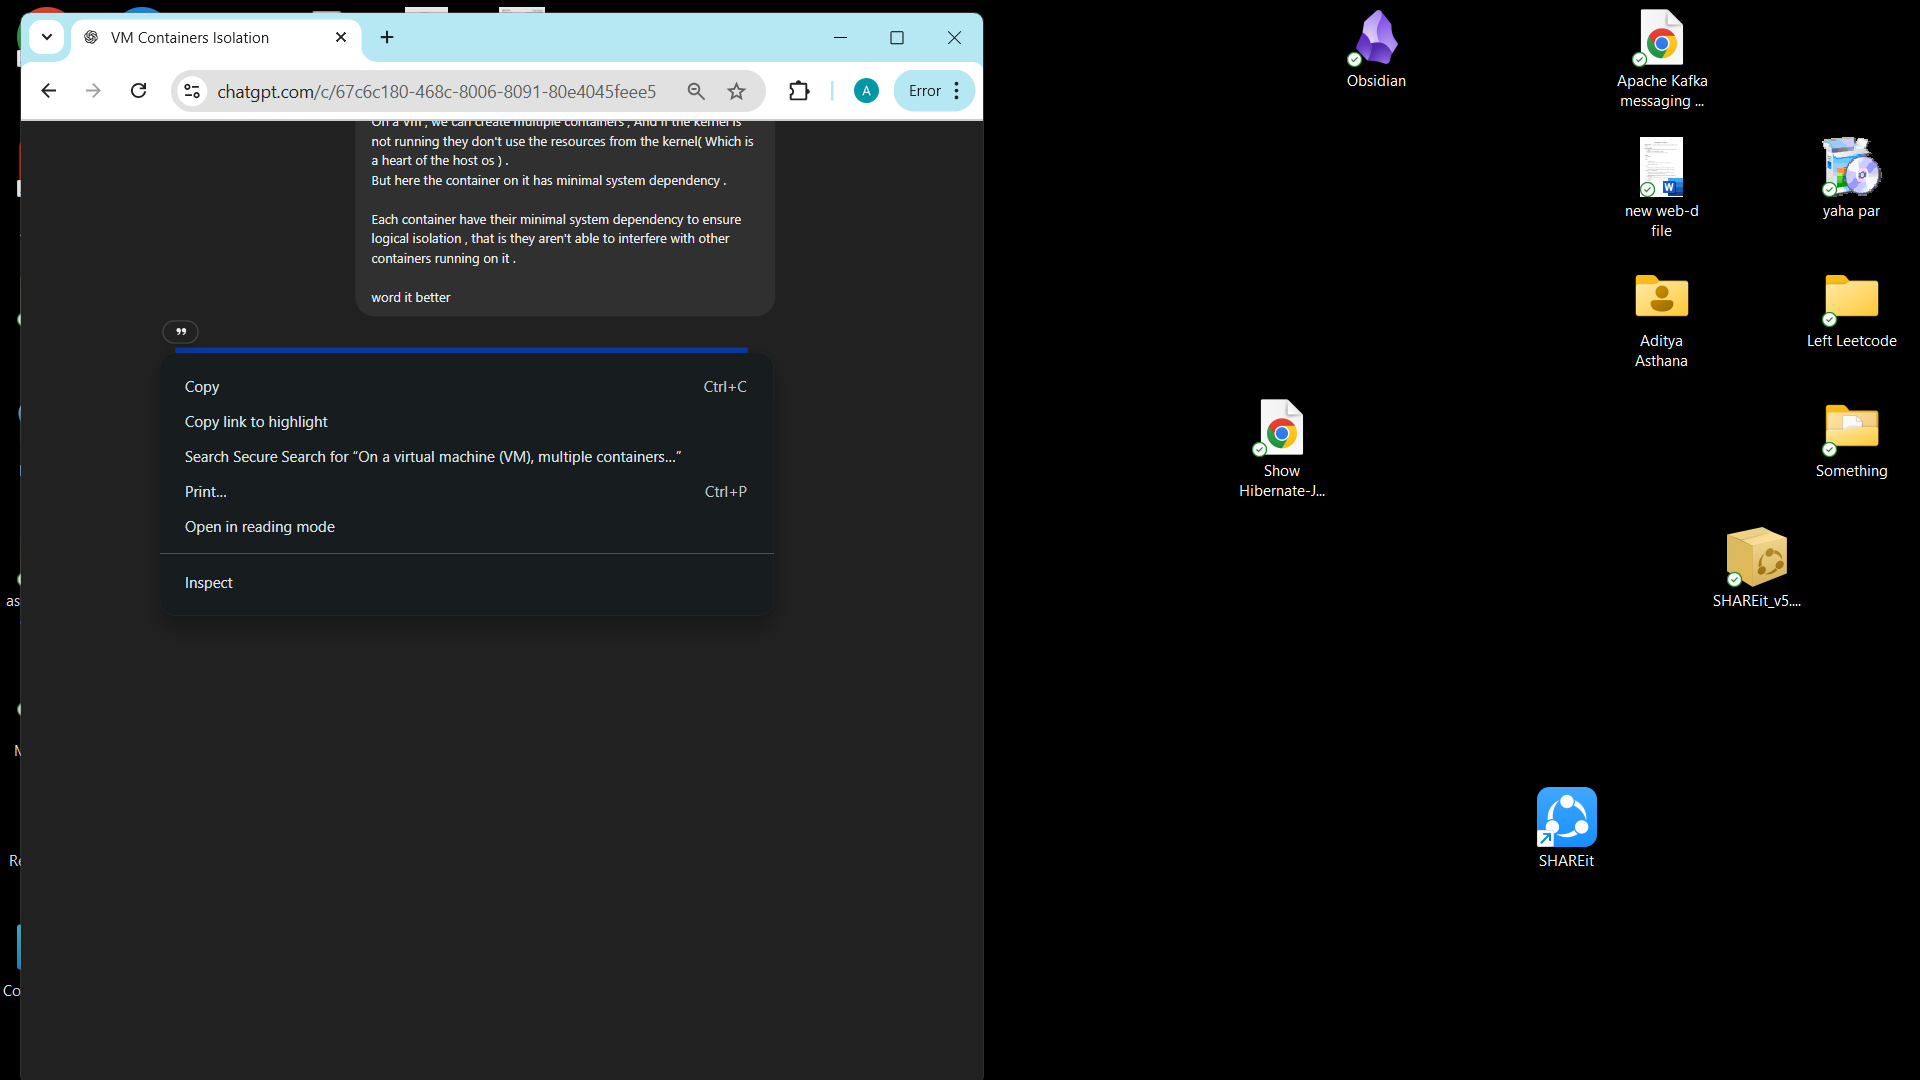 VM Containers Isolation
chatgpt.com/c/67c6c180-468c-8006-8091-80e4045feee5
A
Error
On a Vm , we can create multiple containers , And if the kernel is
not running they don't use the resources from the kernel( Which is
a heart of the host os ) .
But here the container on it has minimal system dependency .
Each container have their minimal system dependency to ensure
logical isolation , that is they aren't able to interfere with other
containers running on it .
word it better
Copy Ctrl+C
Copy link to highlight
Search Secure Search for “On a virtual machine (VM), multiple containers...”
Print... Ctrl+P
Open in reading mode
Inspect
Obsidian
Apache Kafka
messaging ...
new web-d
file
yaha par
Aditya
Asthana
Left Leetcode
Show
Hibernate-J...
Something
SHAREit_v5....
SHAREit
as
Re
Co